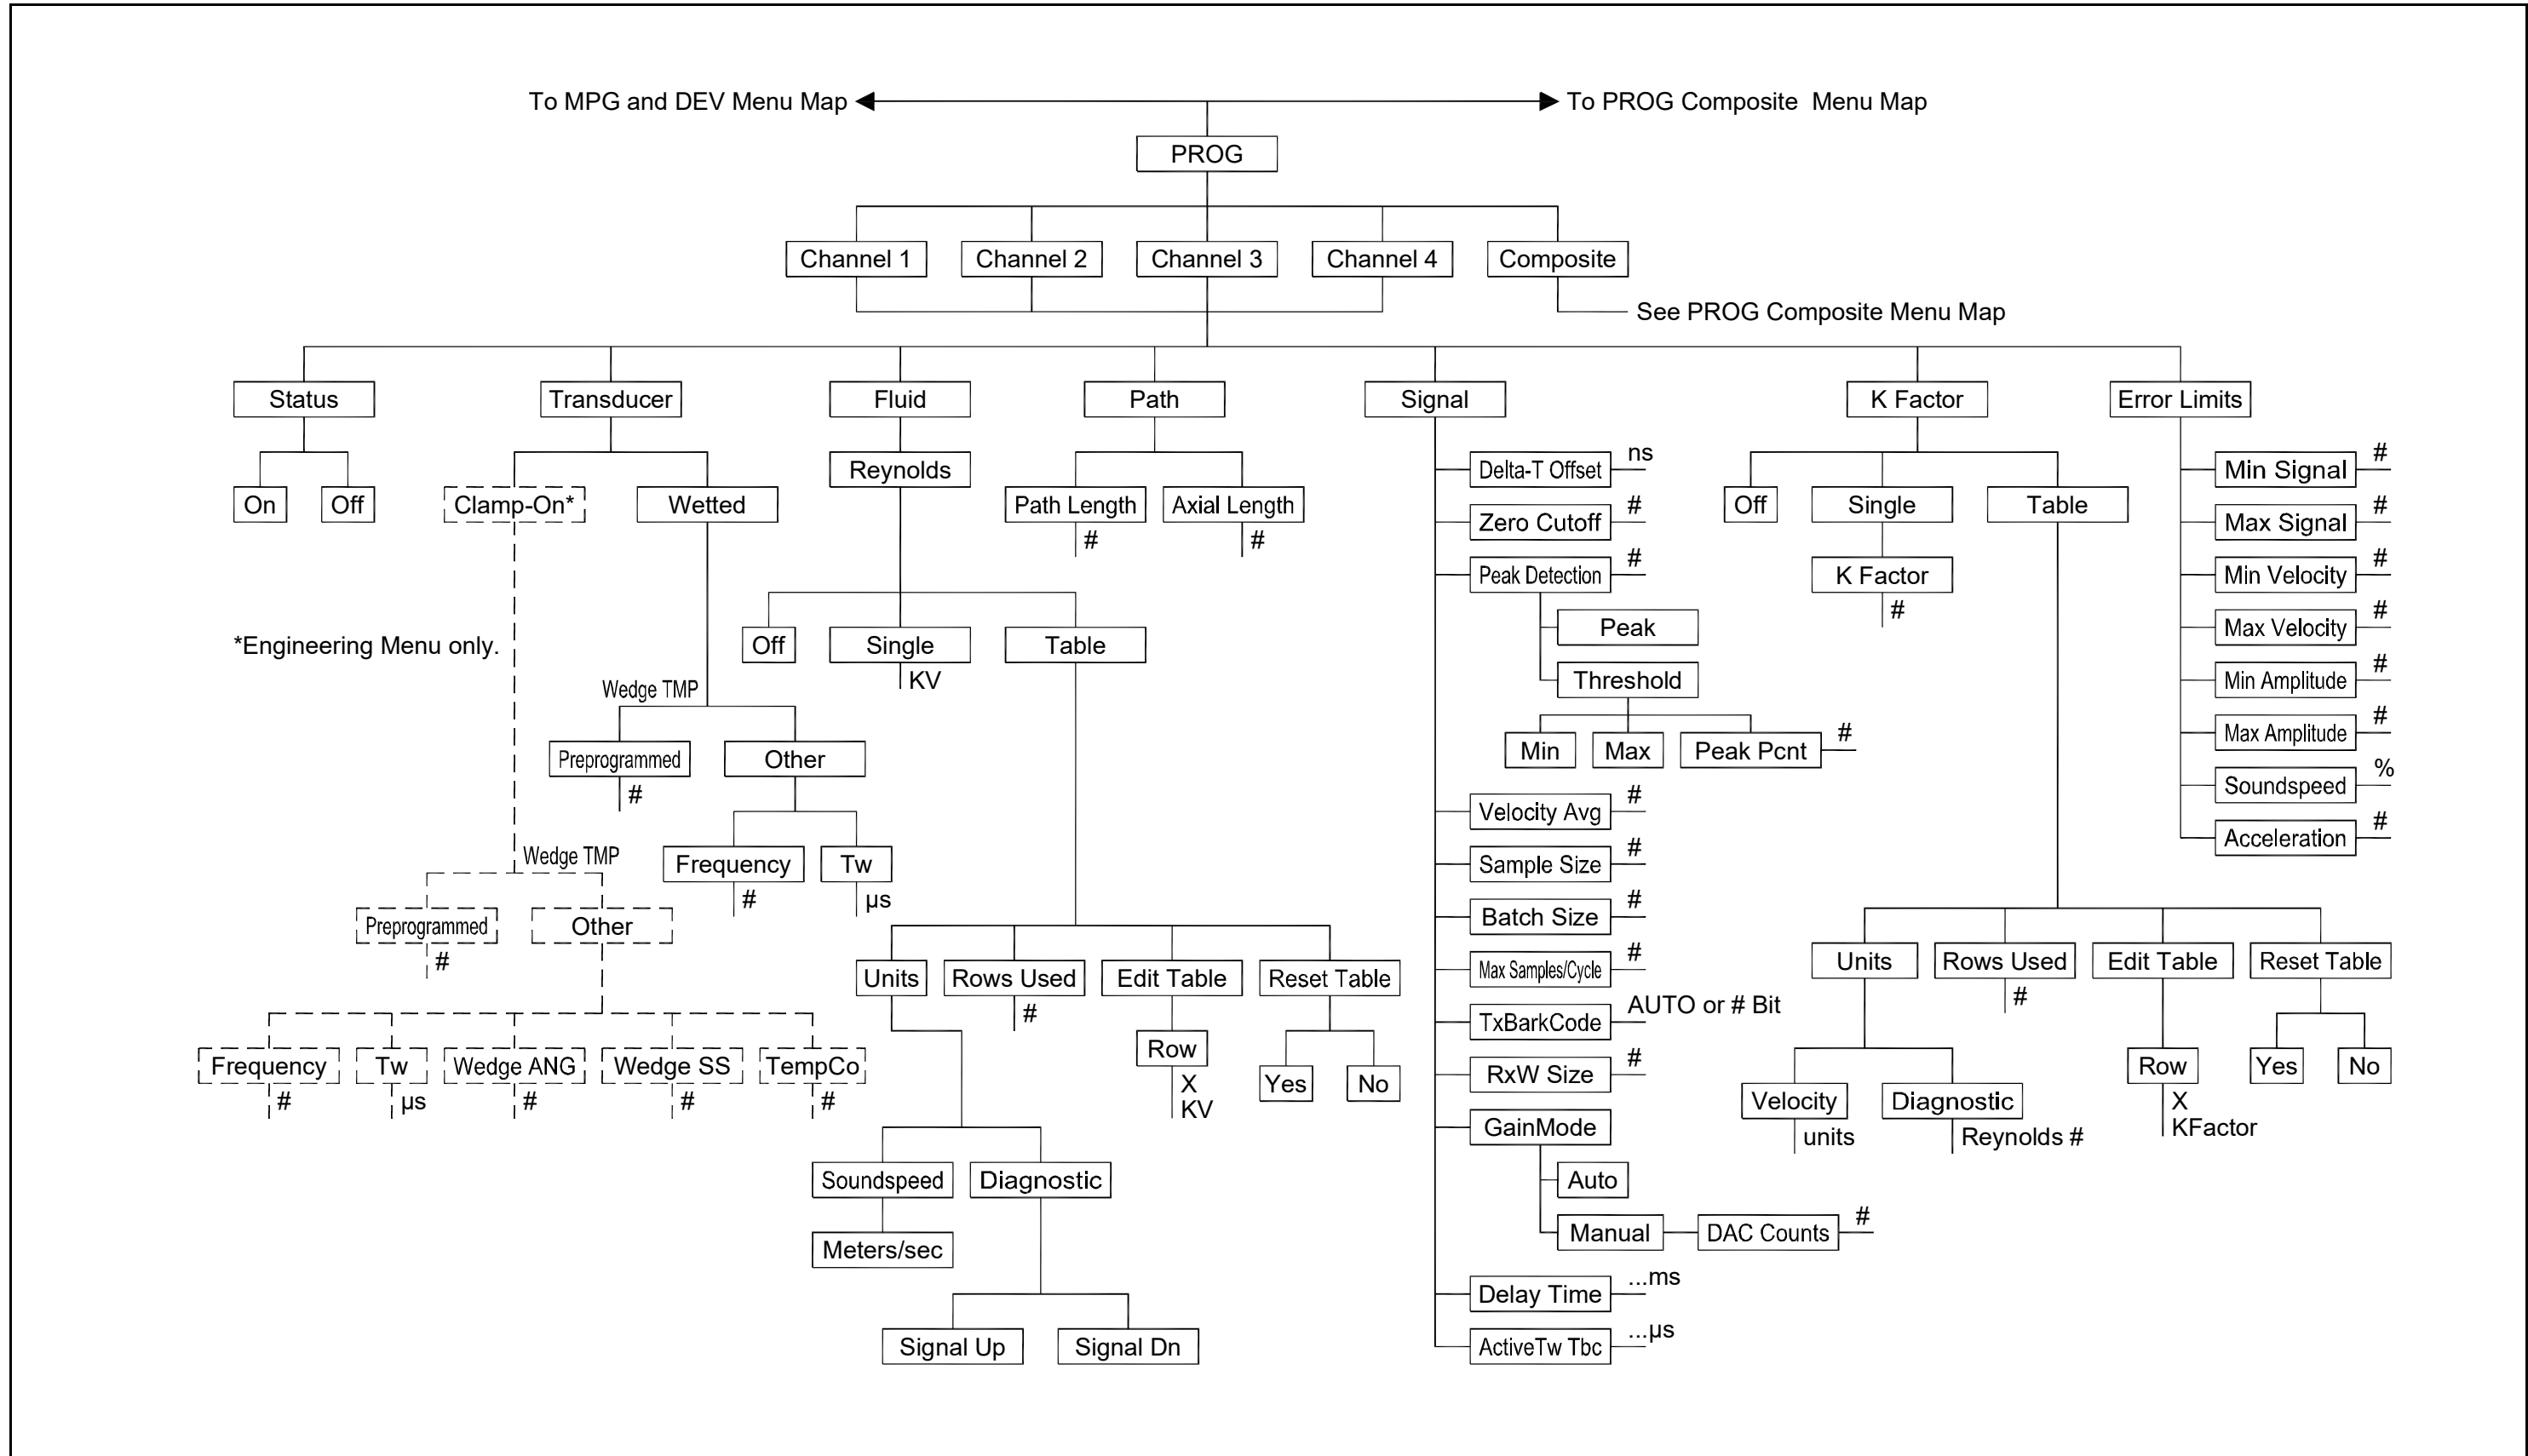 To MPG and DEV Menu Map
To PROG Composite  Menu Map
PROG
Channel 1
Channel 2
Channel 3
Channel 4
Composite
See PROG Composite Menu Map
Status
Transducer
Fluid
Path
Signal
K Factor
Error Limits
On
Off
Clamp-On*
Wetted
*Engineering Menu only.
Wedge TMP
Preprogrammed
#
Other
Frequency
#
Tw
µs
Wedge TMP
Preprogrammed
#
Other
Frequency
#
Tw
µs
Wedge ANG
#
Wedge SS
#
TempCo
#
Reynolds
Off
Single
KV
Table
Units
Rows Used
#
Edit Table
Row
X
KV
Reset Table
Yes
No
Soundspeed
Meters/sec
Diagnostic
Signal Up
Signal Dn
Path Length
#
Axial Length
#
Delta-T Offset
ns
Zero Cutoff
#
Peak Detection
#
Peak
Threshold
Min
Max
Peak Pcnt
#
Velocity Avg
#
Sample Size
#
Batch Size
#
Max Samples/Cycle
#
TxBarkCode
AUTO or # Bit
RxW Size
#
GainMode
Auto
Manual
DAC Counts
#
Delay Time
...ms
ActiveTw Tbc
...µs
Off
Single
K Factor
#
Table
Units
Rows Used
#
Edit Table
Reset Table
Velocity
units
Diagnostic
Reynolds #
Row
X
KFactor
Yes
No
Min Signal
#
Max Signal
#
Min Velocity
#
Max Velocity
#
Min Amplitude
#
Max Amplitude
#
Soundspeed
%
Acceleration
#